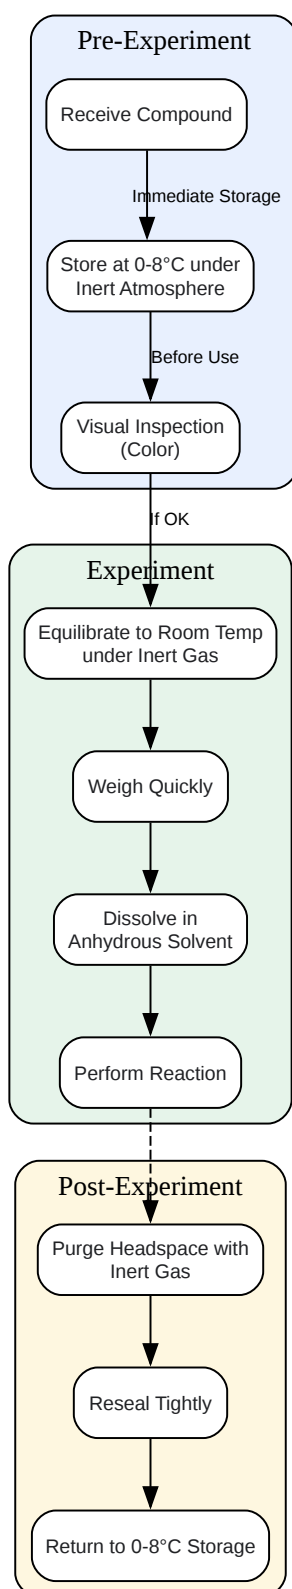 Pre-Experiment
Receive Compound
Immediate Storage
Store at 0-8°C under
Inert Atmosphere
Before Use
Visual Inspection
(Color)
If OK
Experiment
Equilibrate to Room Temp
under Inert Gas
Weigh Quickly
Dissolve in
Anhydrous Solvent
Perform Reaction
Post-Experiment
Purge Headspace with
Inert Gas
Reseal Tightly
Return to 0-8°C Storage